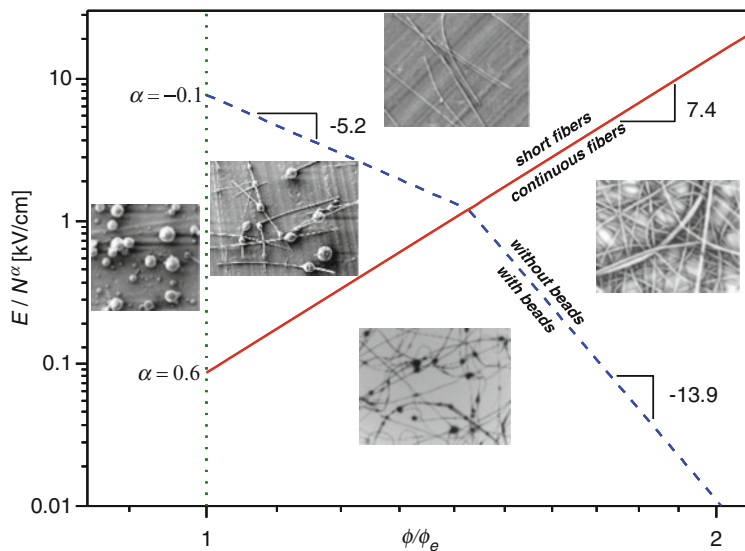 10
1
0.1
0.01
E / N^α [kV/cm]
α = −0.1
-5.2
7.4
short fibers
continuous fibers
without beads
with beads
α = 0.6
-13.9
1
2
ϕ/ϕ_e